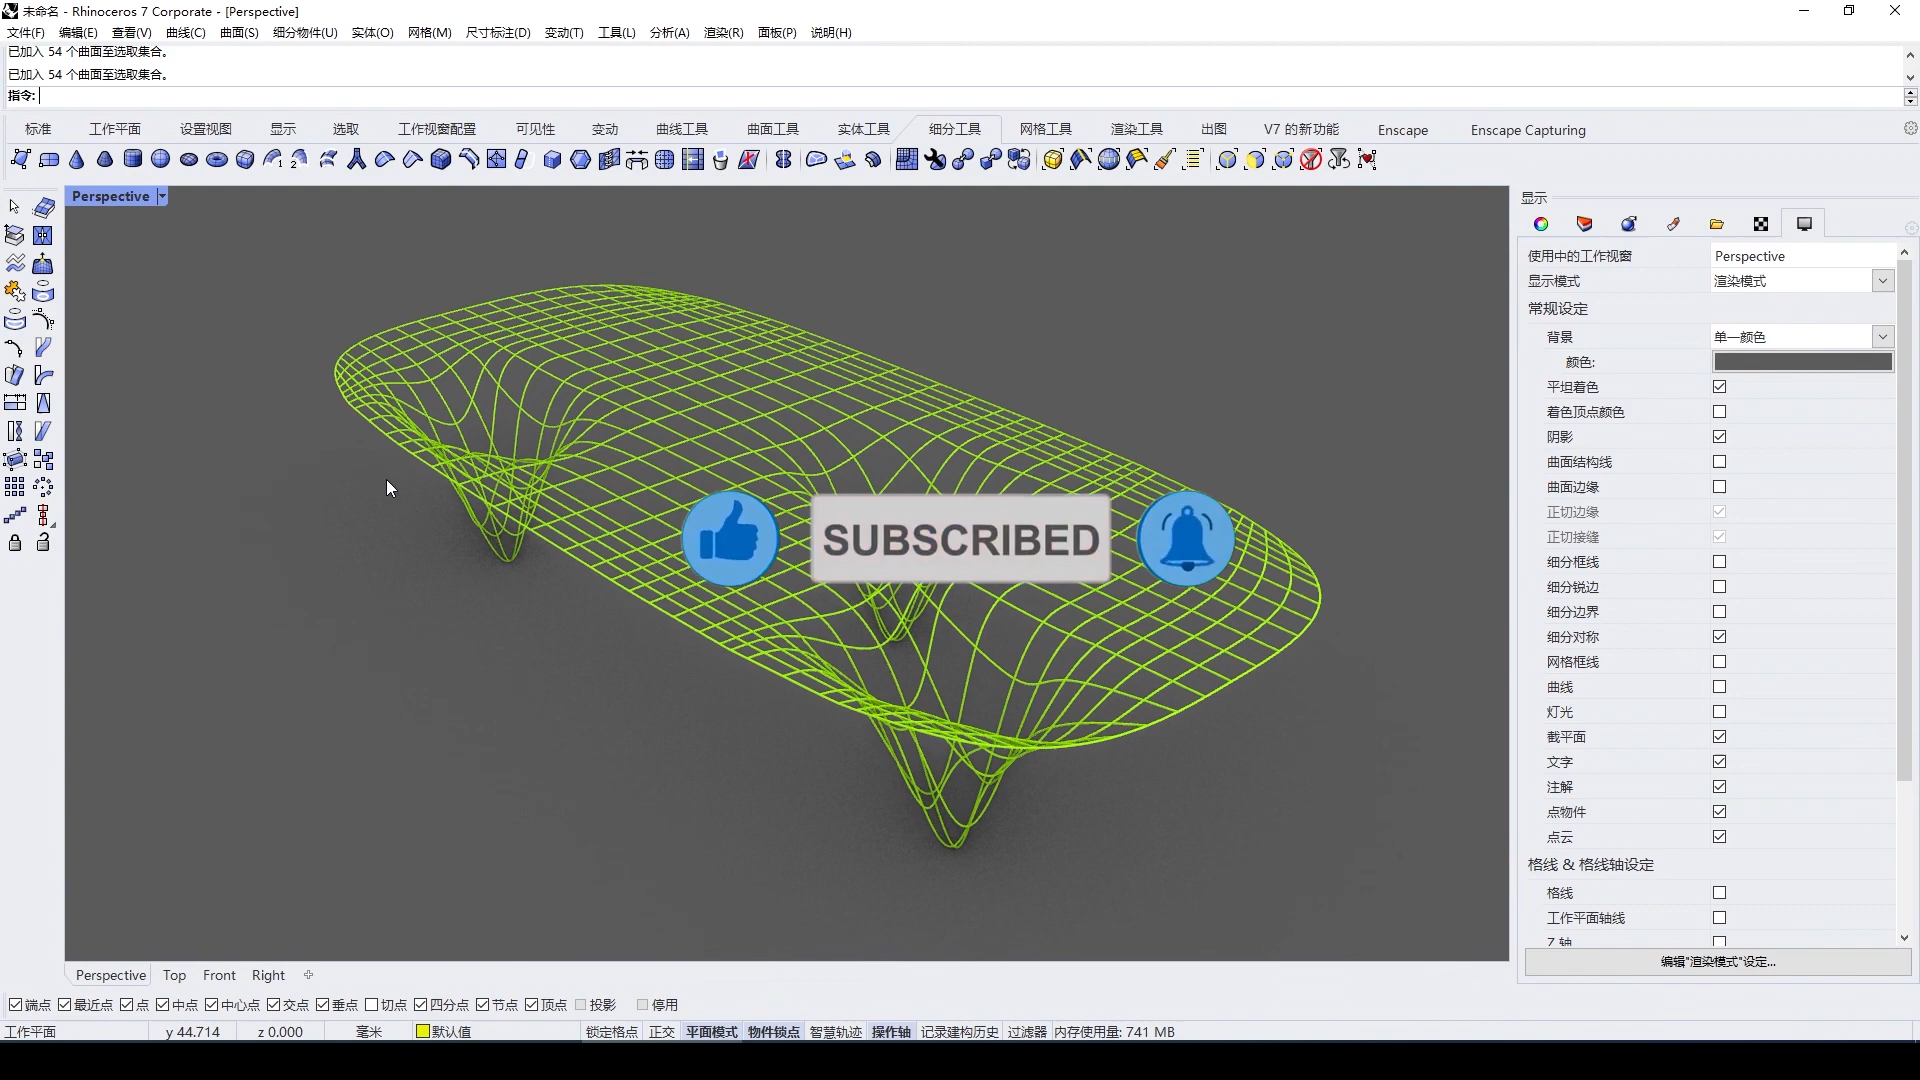 未命名 - Rhinoceros 7 Corporate - [Perspective]
文件(F) 编辑(E) 查看(V) 曲线(C) 曲面(S) 细分物件(U) 实体(O) 网格(M) 尺寸标注(D) 变动(T) 工具(L) 分析(A) 渲染(R) 面板(P) 说明(H)
已加入 54 个曲面至选取集合。
已加入 54 个曲面至选取集合。
指令:
标准 工作平面 设置视图 显示 选取 工作视窗配置 可见性 变动 曲线工具 曲面工具 实体工具 细分工具 网格工具 渲染工具 出图 V7 的新功能 Enscape Enscape Capturing
Perspective
显示
使用中的工作视窗 Perspective
显示模式 渲染模式
常规设定
背景 单一颜色
颜色:
平坦着色
着色顶点颜色
阴影
曲面结构线
曲面边缘
正切边缘
正切接缝
细分框线
细分锐边
细分边界
细分对称
网格框线
曲线
灯光
截平面
文字
注解
点物件
点云
格线 & 格线轴设定
格线
工作平面轴线
Z 轴
编辑"渲染模式"设定...
SUBSCRIBED
Perspective Top Front Right
端点 最近点 点 中点 中心点 交点 垂点 切点 四分点 节点 顶点 投影 停用
工作平面 y 44.714 z 0.000 毫米 默认值 锁定格点 正交 平面模式 物件锁点 智慧轨迹 操作轴 记录建构历史 过滤器 内存使用量: 741 MB